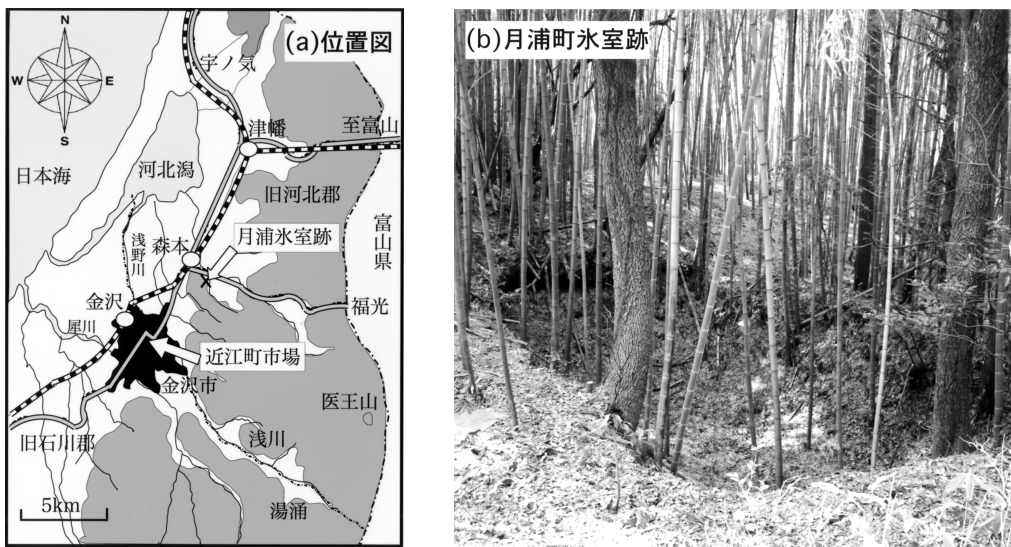 (a)位置図
N
W
E
S
宇ノ気
津幡
至富山
河北潟
日本海
旧河北郡
富山県
浅野川
森本
月浦氷室跡
金沢
福光
犀川
近江町市場
金沢市
医王山
旧石川郡
浅川
5km
湯涌
(b)月浦町氷室跡